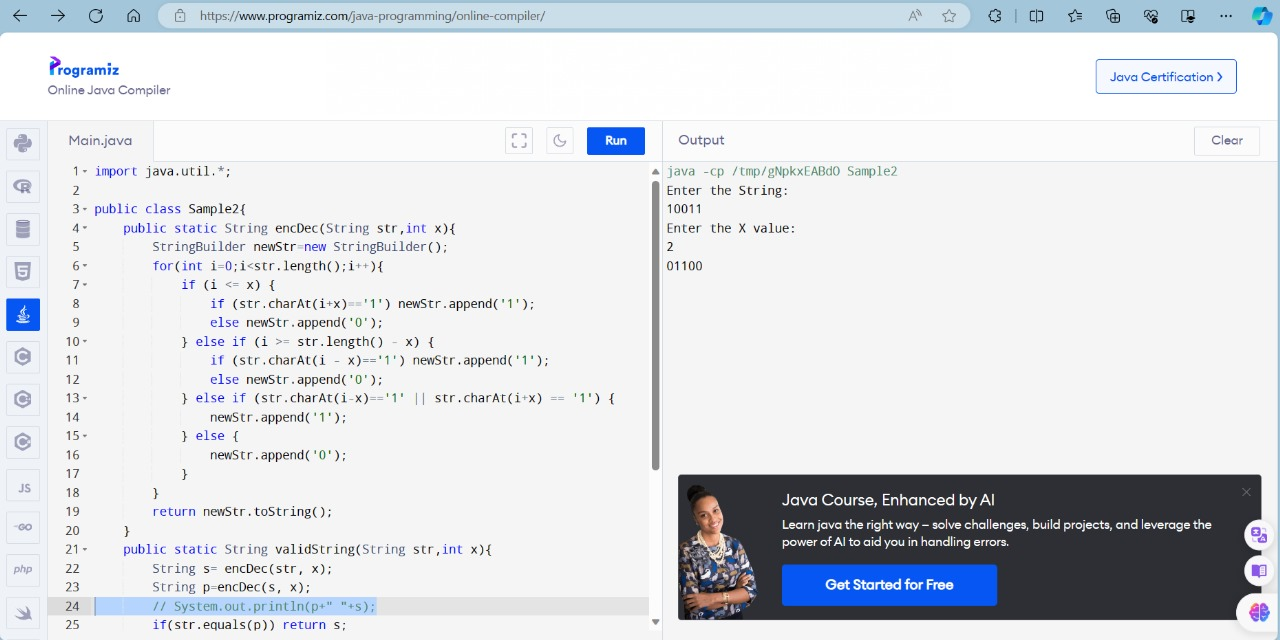 https://www.programiz.com/java-programming/online-compiler/
Programiz
Online Java Compiler
Java Certification >
Main.java
Run
1 import java.util.*;
2
3 public class Sample2{
4 public static String encDec(String str,int x){
5 StringBuilder newStr=new StringBuilder();
6 for(int i=0;i<str.length();i++){
7 if (i <= x) {
8 if (str.charAt(i+x)=='1') newStr.append('1');
9 else newStr.append('0');
10 } else if (i >= str.length() - x) {
11 if (str.charAt(i - x)=='1') newStr.append('1');
12 else newStr.append('0');
13 } else if (str.charAt(i-x)=='1' || str.charAt(i+x) == '1') {
14 newStr.append('1');
15 } else {
16 newStr.append('0');
17 }
18 }
19 return newStr.toString();
20 }
21 public static String validString(String str,int x){
22 String s= encDec(str, x);
23 String p=encDec(s, x);
24 // System.out.println(p+" "+s);
25 if(str.equals(p)) return s;
JS
GO
php
Output
Clear
java -cp /tmp/gNpkxEABdO Sample2
Enter the String:
10011
Enter the X value:
2
01100
Java Course, Enhanced by AI
Learn java the right way – solve challenges, build projects, and leverage the
power of AI to aid you in handling errors.
Get Started for Free